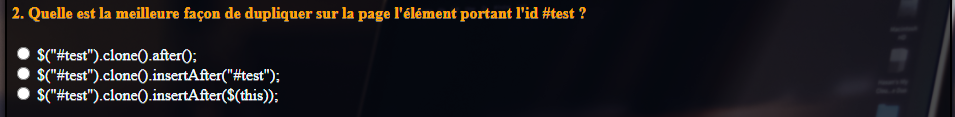 2. Quelle est la meilleure façon de dupliquer sur la page l'élément portant l'id #test ?
$("#test").clone().after();
$("#test").clone().insertAfter("#test");
$("#test").clone().insertAfter($(this));